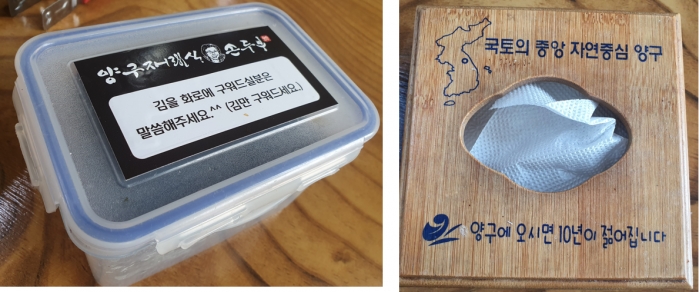 양구재래식 손두부
김을 화로에 구워드실분은
말씀해주세요.^^ (김만 구워드세요.)
국토의 중앙 자연중심 양구
양구에 오시면 10년이 젊어집니다